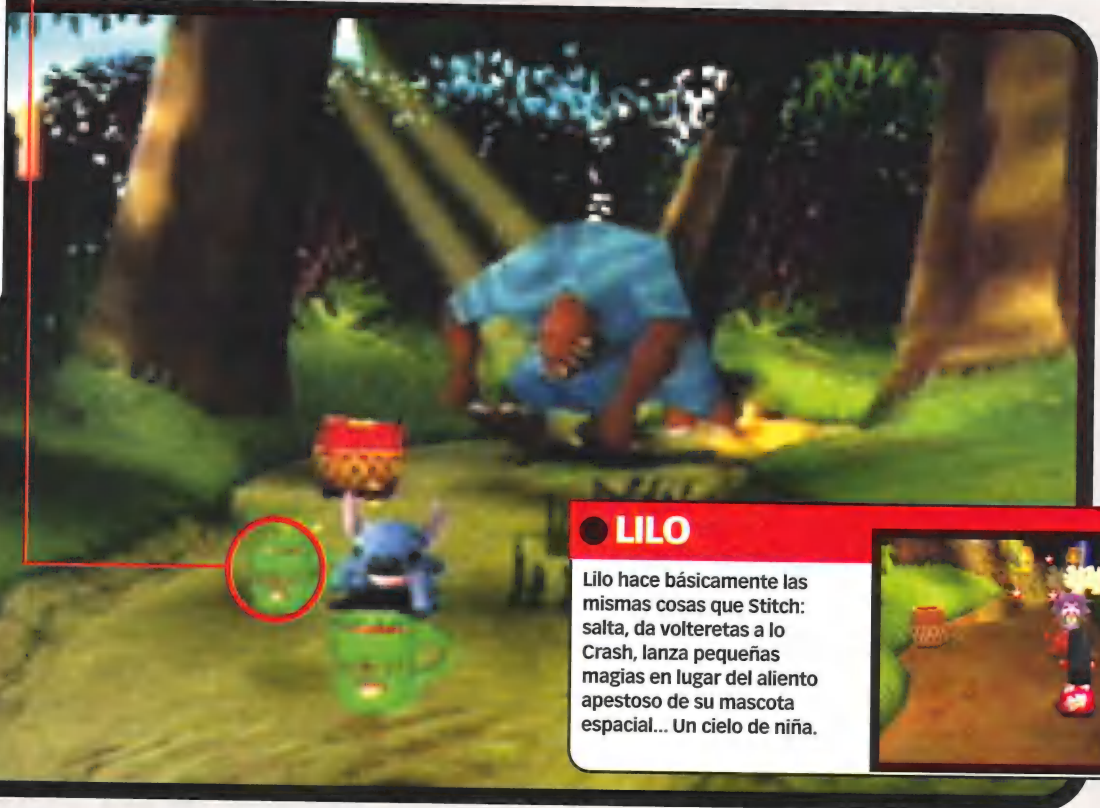 LILO
Lilo hace básicamente las
mismas cosas que Stitch:
salta, da volteretas a lo
Crash, lanza pequeñas
magias en lugar del aliento
apestoso de su mascota
espacial... Un cielo de niña.